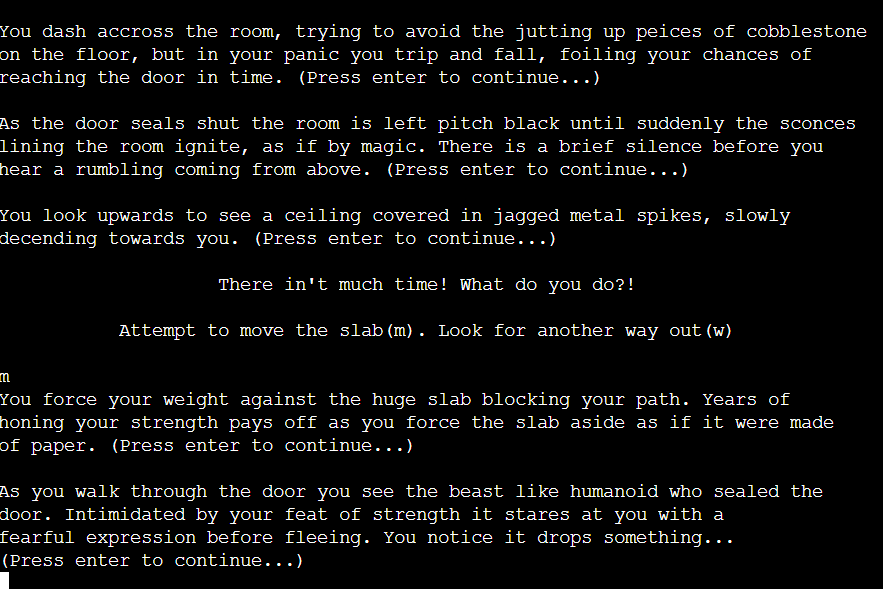 You dash accross the room, trying to avoid the jutting up peices of cobblestone
on the floor, but in your panic you trip and fall, foiling your chances of
reaching the door in time. (Press enter to continue...)
As the door seals shut the room is left pitch black until suddenly the sconces
lining the room ignite, as if by magic. There is a brief silence before you
hear a rumbling coming from above. (Press enter to continue...)
You look upwards to see a ceiling covered in jagged metal spikes, slowly
decending towards you. (Press enter to continue...)
There in't much time! What do you do?!
Attempt to move the slab(m). Look for another way out(w)
m
You force your weight against the huge slab blocking your path. Years of
honing your strength pays off as you force the slab aside as if it were made
of paper. (Press enter to continue...)
As you walk through the door you see the beast like humanoid who sealed the
door. Intimidated by your feat of strength it stares at you with a
fearful expression before fleeing. You notice it drops something...
(Press enter to continue...)